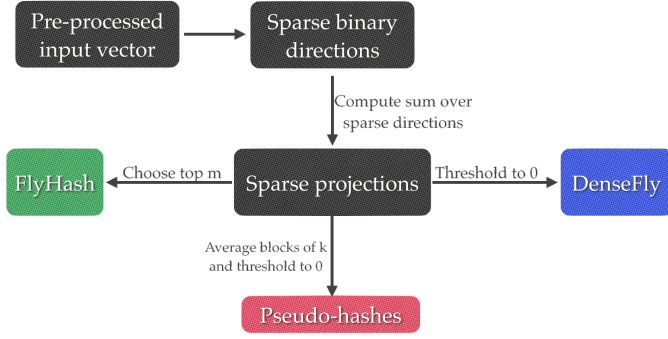 Pre-processed
input vector
Sparse binary
directions
Compute sum over
sparse directions
FlyHash
Choose top m
Sparse projections
Threshold to 0
DenseFly
Average blocks of k
and threshold to 0
Pseudo-hashes